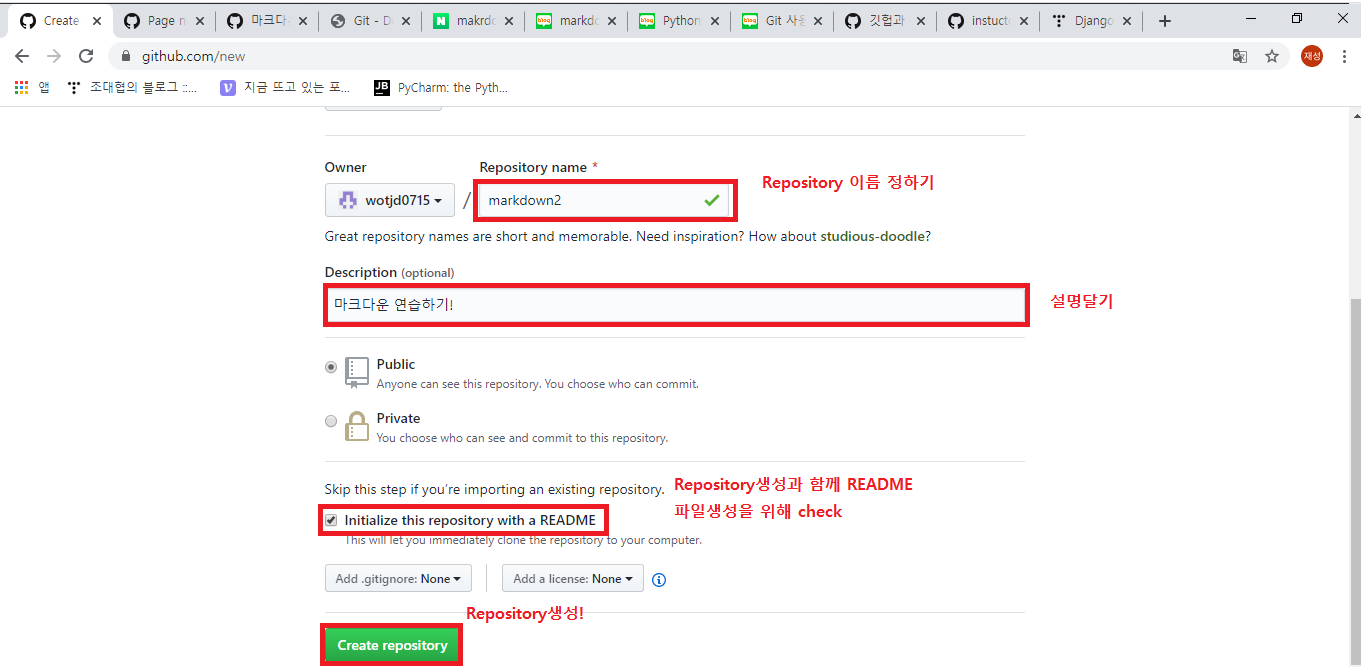 Create
Page n
마크다
Git - D
makrdo
markdo
Python
Git 사용
깃헙과
instucto
Django
github.com/new
재성
앱
조대협의 블로그 ::...
지금 뜨고 있는 포...
PyCharm: the Pyth...
Owner
Repository name *
wotjd0715
/
markdown2
Repository 이름 정하기
Great repository names are short and memorable. Need inspiration? How about studious-doodle?
Description (optional)
마크다운 연습하기!
설명달기
Public
Anyone can see this repository. You choose who can commit.
Private
You choose who can see and commit to this repository.
Skip this step if you're importing an existing repository.
Repository생성과 함께 README
파일생성을 위해 check
Initialize this repository with a README
This will let you immediately clone the repository to your computer.
Add .gitignore: None
Add a license: None
Repository생성!
Create repository